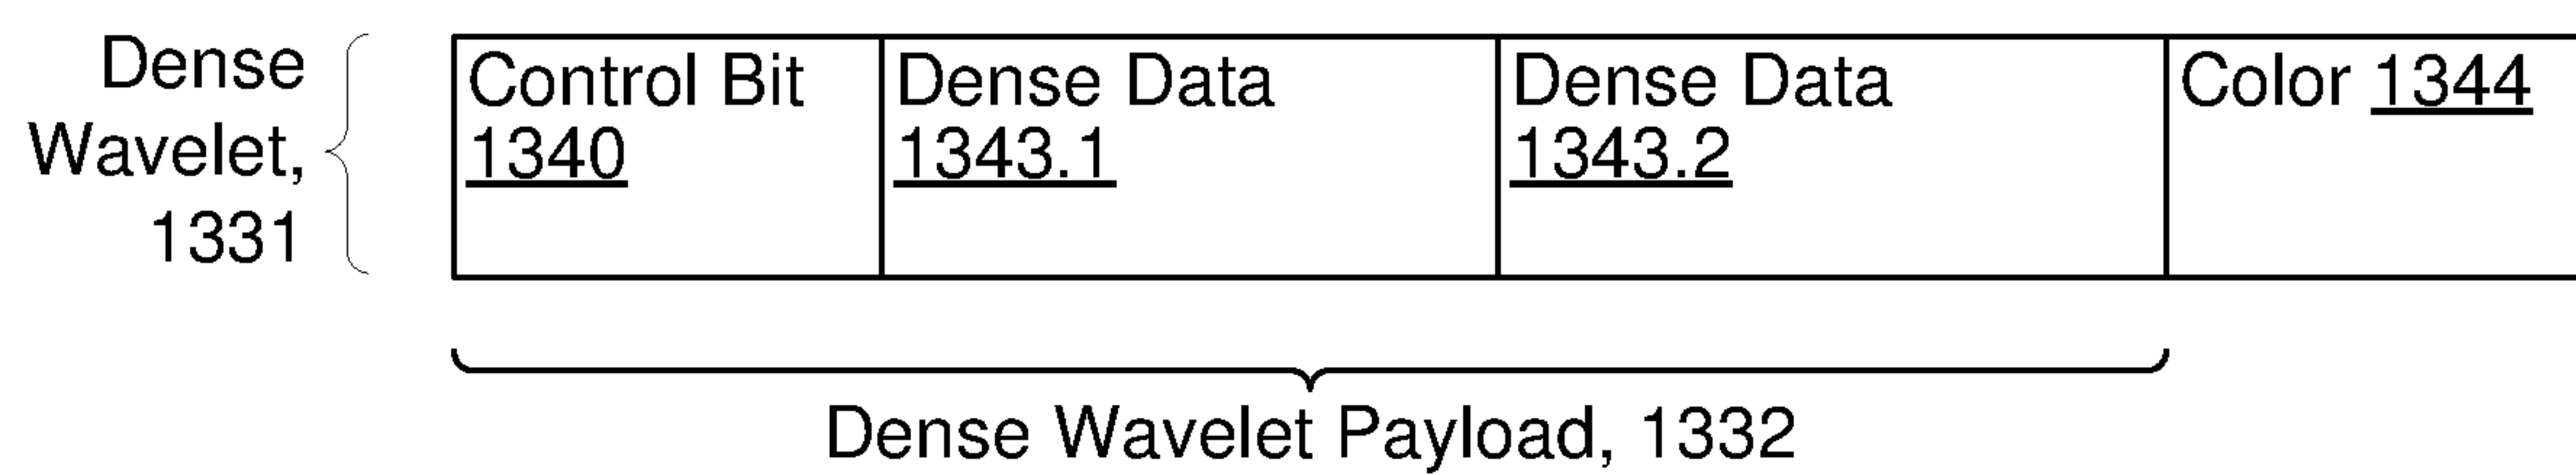 Dense
Wavelet,
1331
Control Bit
1340
Dense Data
1343.1
Dense Data
1343.2
Color 1344
Dense Wavelet Payload, 1332